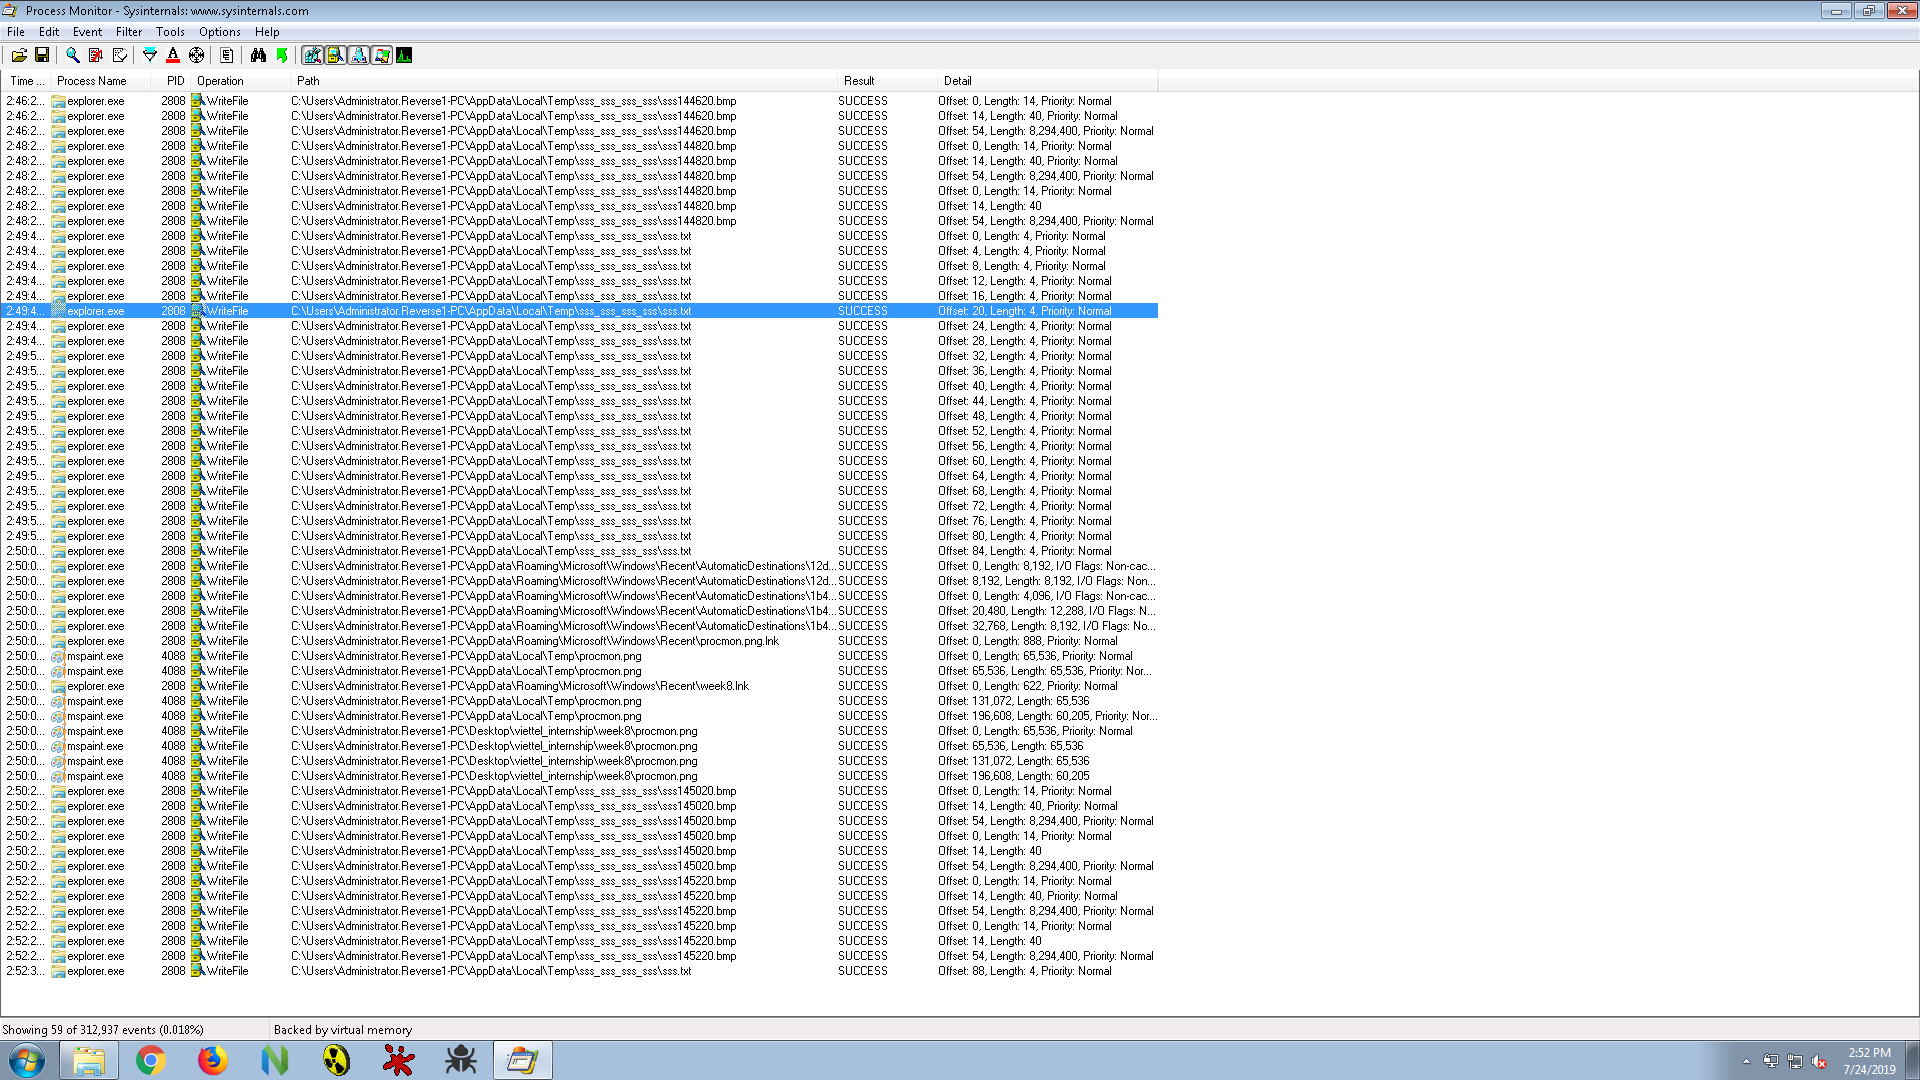 Process Monitor - Sysinternals: www.sysinternals.com
File Edit Event Filter Tools Options Help
Time ... Process Name PID Operation Path Result Detail
2:46:2... explorer.exe 2808 WriteFile C:\Users\Administrator.Reverse1-PC\AppData\Local\Temp\sss_sss_sss_sss\sss144620.bmp SUCCESS Offset: 0, Length: 14, Priority: Normal
2:46:2... explorer.exe 2808 WriteFile C:\Users\Administrator.Reverse1-PC\AppData\Local\Temp\sss_sss_sss_sss\sss144620.bmp SUCCESS Offset: 14, Length: 40, Priority: Normal
2:46:2... explorer.exe 2808 WriteFile C:\Users\Administrator.Reverse1-PC\AppData\Local\Temp\sss_sss_sss_sss\sss144620.bmp SUCCESS Offset: 54, Length: 8,294,400, Priority: Normal
2:48:2... explorer.exe 2808 WriteFile C:\Users\Administrator.Reverse1-PC\AppData\Local\Temp\sss_sss_sss_sss\sss144820.bmp SUCCESS Offset: 0, Length: 14, Priority: Normal
2:48:2... explorer.exe 2808 WriteFile C:\Users\Administrator.Reverse1-PC\AppData\Local\Temp\sss_sss_sss_sss\sss144820.bmp SUCCESS Offset: 14, Length: 40, Priority: Normal
2:48:2... explorer.exe 2808 WriteFile C:\Users\Administrator.Reverse1-PC\AppData\Local\Temp\sss_sss_sss_sss\sss144820.bmp SUCCESS Offset: 54, Length: 8,294,400, Priority: Normal
2:48:2... explorer.exe 2808 WriteFile C:\Users\Administrator.Reverse1-PC\AppData\Local\Temp\sss_sss_sss_sss\sss144820.bmp SUCCESS Offset: 0, Length: 14, Priority: Normal
2:48:2... explorer.exe 2808 WriteFile C:\Users\Administrator.Reverse1-PC\AppData\Local\Temp\sss_sss_sss_sss\sss144820.bmp SUCCESS Offset: 14, Length: 40
2:48:2... explorer.exe 2808 WriteFile C:\Users\Administrator.Reverse1-PC\AppData\Local\Temp\sss_sss_sss_sss\sss144820.bmp SUCCESS Offset: 54, Length: 8,294,400, Priority: Normal
2:49:4... explorer.exe 2808 WriteFile C:\Users\Administrator.Reverse1-PC\AppData\Local\Temp\sss_sss_sss_sss\sss.txt SUCCESS Offset: 0, Length: 4, Priority: Normal
2:49:4... explorer.exe 2808 WriteFile C:\Users\Administrator.Reverse1-PC\AppData\Local\Temp\sss_sss_sss_sss\sss.txt SUCCESS Offset: 4, Length: 4, Priority: Normal
2:49:4... explorer.exe 2808 WriteFile C:\Users\Administrator.Reverse1-PC\AppData\Local\Temp\sss_sss_sss_sss\sss.txt SUCCESS Offset: 8, Length: 4, Priority: Normal
2:49:4... explorer.exe 2808 WriteFile C:\Users\Administrator.Reverse1-PC\AppData\Local\Temp\sss_sss_sss_sss\sss.txt SUCCESS Offset: 12, Length: 4, Priority: Normal
2:49:4... explorer.exe 2808 WriteFile C:\Users\Administrator.Reverse1-PC\AppData\Local\Temp\sss_sss_sss_sss\sss.txt SUCCESS Offset: 16, Length: 4, Priority: Normal
2:49:4... explorer.exe 2808 WriteFile C:\Users\Administrator.Reverse1-PC\AppData\Local\Temp\sss_sss_sss_sss\sss.txt SUCCESS Offset: 20, Length: 4, Priority: Normal
2:49:4... explorer.exe 2808 WriteFile C:\Users\Administrator.Reverse1-PC\AppData\Local\Temp\sss_sss_sss_sss\sss.txt SUCCESS Offset: 24, Length: 4, Priority: Normal
2:49:4... explorer.exe 2808 WriteFile C:\Users\Administrator.Reverse1-PC\AppData\Local\Temp\sss_sss_sss_sss\sss.txt SUCCESS Offset: 28, Length: 4, Priority: Normal
2:49:5... explorer.exe 2808 WriteFile C:\Users\Administrator.Reverse1-PC\AppData\Local\Temp\sss_sss_sss_sss\sss.txt SUCCESS Offset: 32, Length: 4, Priority: Normal
2:49:5... explorer.exe 2808 WriteFile C:\Users\Administrator.Reverse1-PC\AppData\Local\Temp\sss_sss_sss_sss\sss.txt SUCCESS Offset: 36, Length: 4, Priority: Normal
2:49:5... explorer.exe 2808 WriteFile C:\Users\Administrator.Reverse1-PC\AppData\Local\Temp\sss_sss_sss_sss\sss.txt SUCCESS Offset: 40, Length: 4, Priority: Normal
2:49:5... explorer.exe 2808 WriteFile C:\Users\Administrator.Reverse1-PC\AppData\Local\Temp\sss_sss_sss_sss\sss.txt SUCCESS Offset: 44, Length: 4, Priority: Normal
2:49:5... explorer.exe 2808 WriteFile C:\Users\Administrator.Reverse1-PC\AppData\Local\Temp\sss_sss_sss_sss\sss.txt SUCCESS Offset: 48, Length: 4, Priority: Normal
2:49:5... explorer.exe 2808 WriteFile C:\Users\Administrator.Reverse1-PC\AppData\Local\Temp\sss_sss_sss_sss\sss.txt SUCCESS Offset: 52, Length: 4, Priority: Normal
2:49:5... explorer.exe 2808 WriteFile C:\Users\Administrator.Reverse1-PC\AppData\Local\Temp\sss_sss_sss_sss\sss.txt SUCCESS Offset: 56, Length: 4, Priority: Normal
2:49:5... explorer.exe 2808 WriteFile C:\Users\Administrator.Reverse1-PC\AppData\Local\Temp\sss_sss_sss_sss\sss.txt SUCCESS Offset: 60, Length: 4, Priority: Normal
2:49:5... explorer.exe 2808 WriteFile C:\Users\Administrator.Reverse1-PC\AppData\Local\Temp\sss_sss_sss_sss\sss.txt SUCCESS Offset: 64, Length: 4, Priority: Normal
2:49:5... explorer.exe 2808 WriteFile C:\Users\Administrator.Reverse1-PC\AppData\Local\Temp\sss_sss_sss_sss\sss.txt SUCCESS Offset: 68, Length: 4, Priority: Normal
2:49:5... explorer.exe 2808 WriteFile C:\Users\Administrator.Reverse1-PC\AppData\Local\Temp\sss_sss_sss_sss\sss.txt SUCCESS Offset: 72, Length: 4, Priority: Normal
2:49:5... explorer.exe 2808 WriteFile C:\Users\Administrator.Reverse1-PC\AppData\Local\Temp\sss_sss_sss_sss\sss.txt SUCCESS Offset: 76, Length: 4, Priority: Normal
2:49:5... explorer.exe 2808 WriteFile C:\Users\Administrator.Reverse1-PC\AppData\Local\Temp\sss_sss_sss_sss\sss.txt SUCCESS Offset: 80, Length: 4, Priority: Normal
2:50:0... explorer.exe 2808 WriteFile C:\Users\Administrator.Reverse1-PC\AppData\Local\Temp\sss_sss_sss_sss\sss.txt SUCCESS Offset: 84, Length: 4, Priority: Normal
2:50:0... explorer.exe 2808 WriteFile C:\Users\Administrator.Reverse1-PC\AppData\Roaming\Microsoft\Windows\Recent\AutomaticDestinations\12d... SUCCESS Offset: 0, Length: 8,192, I/O Flags: Non-cac...
2:50:0... explorer.exe 2808 WriteFile C:\Users\Administrator.Reverse1-PC\AppData\Roaming\Microsoft\Windows\Recent\AutomaticDestinations\12d... SUCCESS Offset: 8,192, Length: 8,192, I/O Flags: Non...
2:50:0... explorer.exe 2808 WriteFile C:\Users\Administrator.Reverse1-PC\AppData\Roaming\Microsoft\Windows\Recent\AutomaticDestinations\1b4... SUCCESS Offset: 0, Length: 4,096, I/O Flags: Non-cac...
2:50:0... explorer.exe 2808 WriteFile C:\Users\Administrator.Reverse1-PC\AppData\Roaming\Microsoft\Windows\Recent\AutomaticDestinations\1b4... SUCCESS Offset: 20,480, Length: 12,288, I/O Flags: N...
2:50:0... explorer.exe 2808 WriteFile C:\Users\Administrator.Reverse1-PC\AppData\Roaming\Microsoft\Windows\Recent\AutomaticDestinations\1b4... SUCCESS Offset: 32,768, Length: 8,192, I/O Flags: No...
2:50:0... explorer.exe 2808 WriteFile C:\Users\Administrator.Reverse1-PC\AppData\Roaming\Microsoft\Windows\Recent\procmon.png.lnk SUCCESS Offset: 0, Length: 888, Priority: Normal
2:50:0... mspaint.exe 4088 WriteFile C:\Users\Administrator.Reverse1-PC\AppData\Local\Temp\procmon.png SUCCESS Offset: 0, Length: 65,536, Priority: Normal
2:50:0... mspaint.exe 4088 WriteFile C:\Users\Administrator.Reverse1-PC\AppData\Local\Temp\procmon.png SUCCESS Offset: 65,536, Length: 65,536, Priority: Nor...
2:50:0... explorer.exe 2808 WriteFile C:\Users\Administrator.Reverse1-PC\AppData\Roaming\Microsoft\Windows\Recent\week8.lnk SUCCESS Offset: 0, Length: 622, Priority: Normal
2:50:0... mspaint.exe 4088 WriteFile C:\Users\Administrator.Reverse1-PC\AppData\Local\Temp\procmon.png SUCCESS Offset: 131,072, Length: 65,536
2:50:0... mspaint.exe 4088 WriteFile C:\Users\Administrator.Reverse1-PC\AppData\Local\Temp\procmon.png SUCCESS Offset: 196,608, Length: 60,205, Priority: Nor...
2:50:0... mspaint.exe 4088 WriteFile C:\Users\Administrator.Reverse1-PC\Desktop\viettel_internship\week8\procmon.png SUCCESS Offset: 0, Length: 65,536, Priority: Normal
2:50:0... mspaint.exe 4088 WriteFile C:\Users\Administrator.Reverse1-PC\Desktop\viettel_internship\week8\procmon.png SUCCESS Offset: 65,536, Length: 65,536
2:50:0... mspaint.exe 4088 WriteFile C:\Users\Administrator.Reverse1-PC\Desktop\viettel_internship\week8\procmon.png SUCCESS Offset: 131,072, Length: 65,536
2:50:0... mspaint.exe 4088 WriteFile C:\Users\Administrator.Reverse1-PC\Desktop\viettel_internship\week8\procmon.png SUCCESS Offset: 196,608, Length: 60,205
2:50:2... explorer.exe 2808 WriteFile C:\Users\Administrator.Reverse1-PC\AppData\Local\Temp\sss_sss_sss_sss\sss145020.bmp SUCCESS Offset: 0, Length: 14, Priority: Normal
2:50:2... explorer.exe 2808 WriteFile C:\Users\Administrator.Reverse1-PC\AppData\Local\Temp\sss_sss_sss_sss\sss145020.bmp SUCCESS Offset: 14, Length: 40, Priority: Normal
2:50:2... explorer.exe 2808 WriteFile C:\Users\Administrator.Reverse1-PC\AppData\Local\Temp\sss_sss_sss_sss\sss145020.bmp SUCCESS Offset: 54, Length: 8,294,400, Priority: Normal
2:50:2... explorer.exe 2808 WriteFile C:\Users\Administrator.Reverse1-PC\AppData\Local\Temp\sss_sss_sss_sss\sss145020.bmp SUCCESS Offset: 0, Length: 14, Priority: Normal
2:50:2... explorer.exe 2808 WriteFile C:\Users\Administrator.Reverse1-PC\AppData\Local\Temp\sss_sss_sss_sss\sss145020.bmp SUCCESS Offset: 14, Length: 40
2:50:2... explorer.exe 2808 WriteFile C:\Users\Administrator.Reverse1-PC\AppData\Local\Temp\sss_sss_sss_sss\sss145020.bmp SUCCESS Offset: 54, Length: 8,294,400, Priority: Normal
2:52:2... explorer.exe 2808 WriteFile C:\Users\Administrator.Reverse1-PC\AppData\Local\Temp\sss_sss_sss_sss\sss145220.bmp SUCCESS Offset: 0, Length: 14, Priority: Normal
2:52:2... explorer.exe 2808 WriteFile C:\Users\Administrator.Reverse1-PC\AppData\Local\Temp\sss_sss_sss_sss\sss145220.bmp SUCCESS Offset: 14, Length: 40, Priority: Normal
2:52:2... explorer.exe 2808 WriteFile C:\Users\Administrator.Reverse1-PC\AppData\Local\Temp\sss_sss_sss_sss\sss145220.bmp SUCCESS Offset: 54, Length: 8,294,400, Priority: Normal
2:52:2... explorer.exe 2808 WriteFile C:\Users\Administrator.Reverse1-PC\AppData\Local\Temp\sss_sss_sss_sss\sss145220.bmp SUCCESS Offset: 0, Length: 14, Priority: Normal
2:52:2... explorer.exe 2808 WriteFile C:\Users\Administrator.Reverse1-PC\AppData\Local\Temp\sss_sss_sss_sss\sss145220.bmp SUCCESS Offset: 14, Length: 40
2:52:2... explorer.exe 2808 WriteFile C:\Users\Administrator.Reverse1-PC\AppData\Local\Temp\sss_sss_sss_sss\sss145220.bmp SUCCESS Offset: 54, Length: 8,294,400, Priority: Normal
2:52:3... explorer.exe 2808 WriteFile C:\Users\Administrator.Reverse1-PC\AppData\Local\Temp\sss_sss_sss_sss\sss.txt SUCCESS Offset: 88, Length: 4, Priority: Normal
Showing 59 of 312,937 events (0.018%) Backed by virtual memory
2:52 PM
7/24/2019